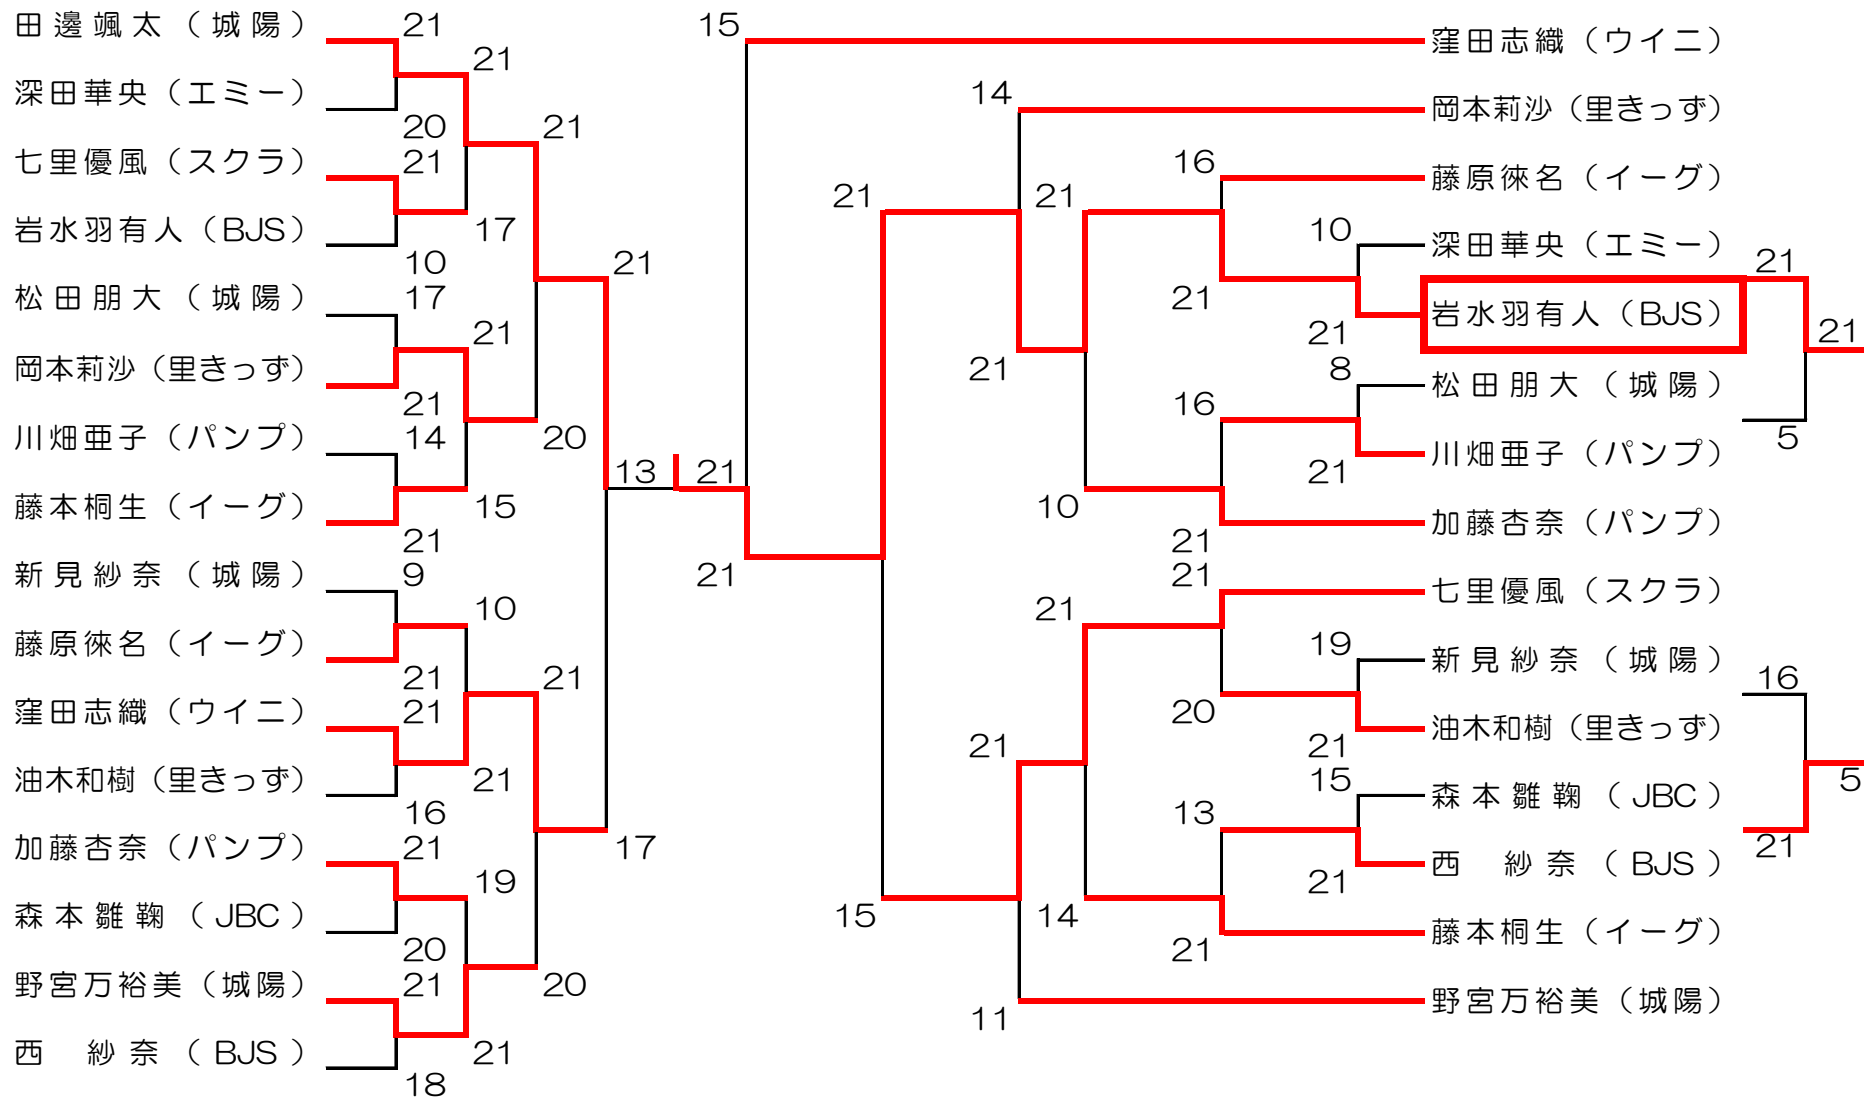 田邊颯太（城陽）
21
21
深田華央（エミー）
20
21
七里優風（スクラ）
21
岩水羽有人（BJS）
17
10
21
松田朋大（城陽）
17
21
岡本莉沙（里きっず）
21
川畑亜子（パンプ）
14
20
13
藤本桐生（イーグ）
15
21
新見紗奈（城陽）
9
10
藤原徠名（イーグ）
21
21
窪田志織（ウイニ）
21
油木和樹（里きっず）
21
16
加藤杏奈（パンプ）
21
17
19
森本雛鞠（JBC）
20
野宮万裕美（城陽）
21
20
西　紗奈（BJS）
21
18
15
窪田志織（ウイニ）
14
岡本莉沙（里きっず）
16
藤原徠名（イーグ）
21
21
10
深田華央（エミー）
21
21
岩水羽有人（BJS）
21
21
21
8
松田朋大（城陽）
16
5
川畑亜子（パンプ）
21
21
10
加藤杏奈（パンプ）
21
21
21
七里優風（スクラ）
21
19
新見紗奈（城陽）
16
20
油木和樹（里きっず）
21
21
15
森本雛鞠（JBC）
5
13
21
西　紗奈（BJS）
21
15
14
藤本桐生（イーグ）
21
野宮万裕美（城陽）
11